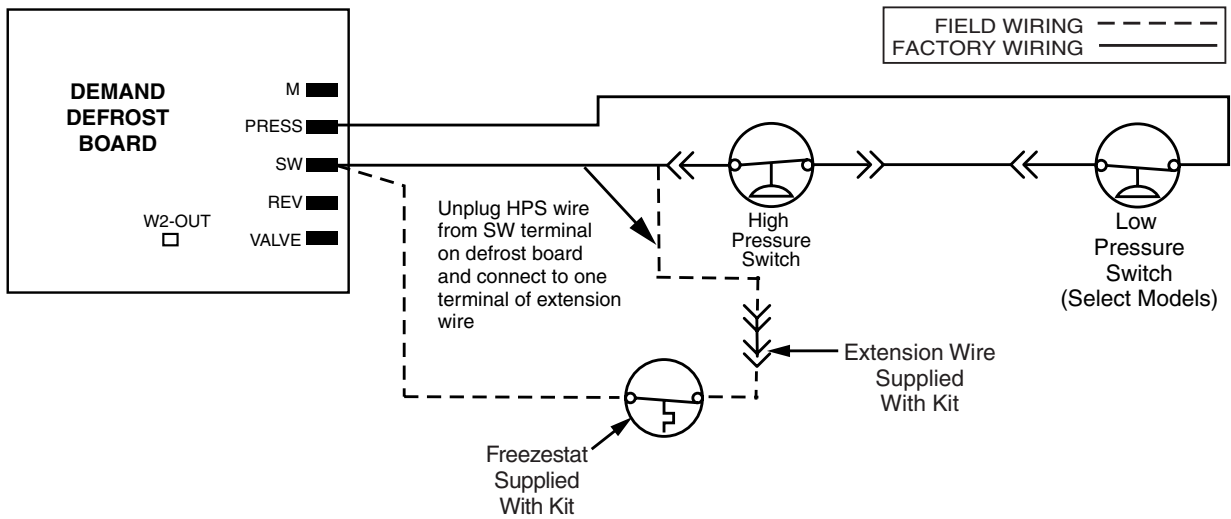 FIELD WIRING
FACTORY WIRING
DEMAND
DEFROST
BOARD
M
PRESS
SW
REV
VALVE
W2-OUT
Unplug HPS wire
from SW terminal
on defrost board
and connect to one
terminal of extension
wire
High
Pressure
Switch
Low
Pressure
Switch
(Select Models)
Extension Wire
Supplied
With Kit
Freezestat
Supplied
With Kit